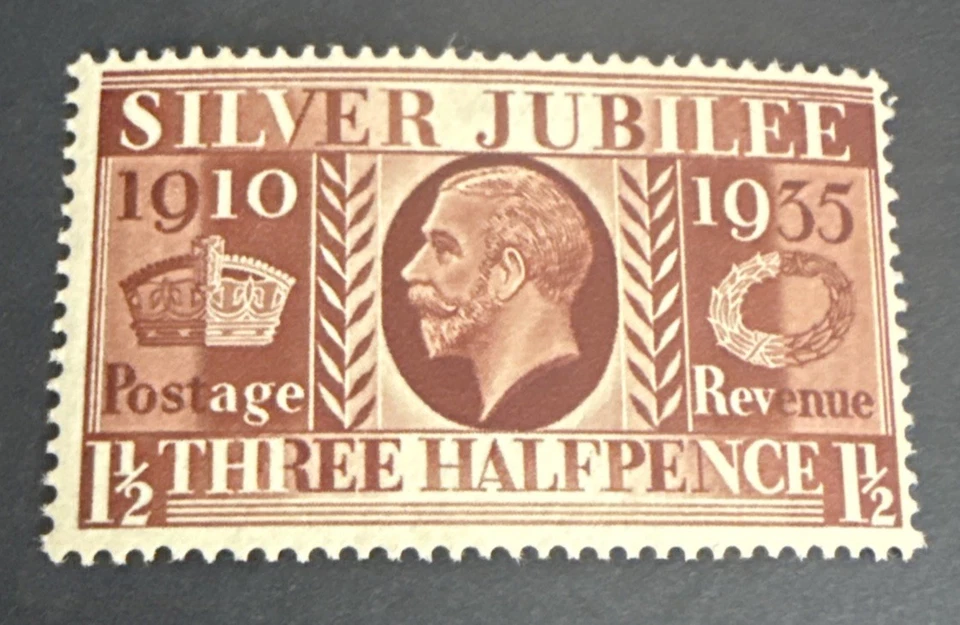 SILVER JUBILEE
1910 1935
Postage Revenue
1½ THREE HALFPENCE 1½